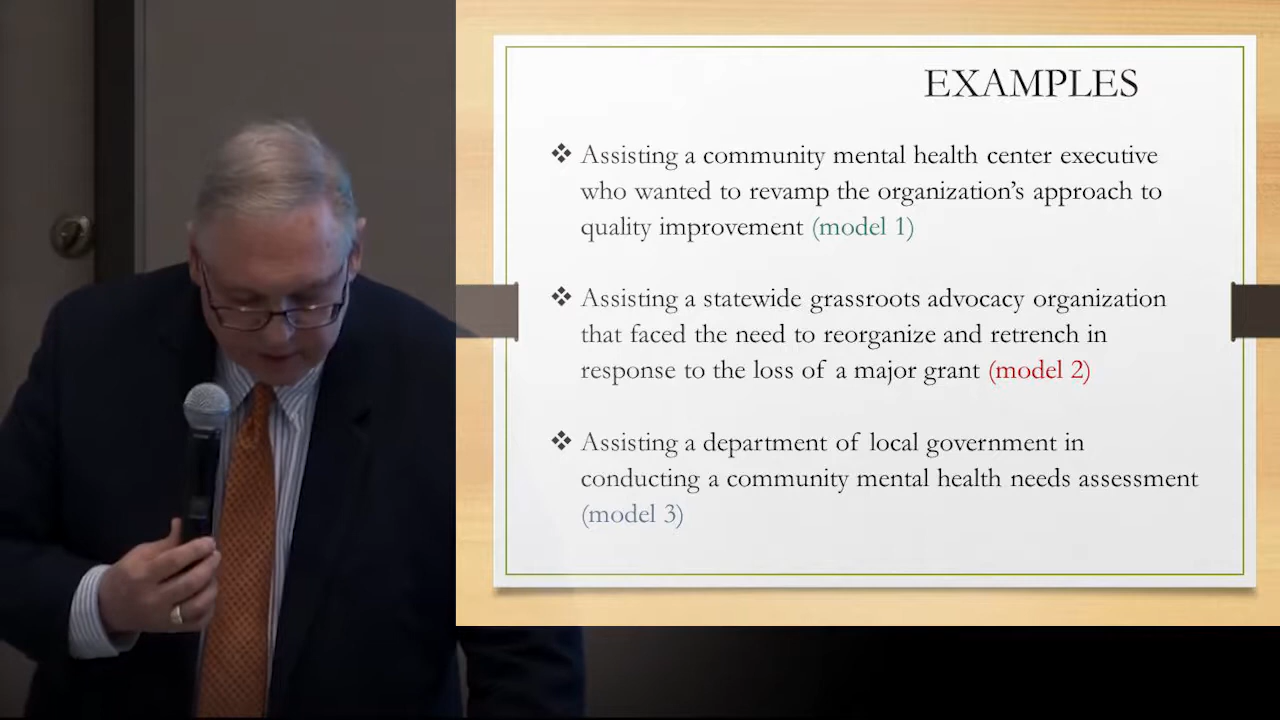 EXAMPLES
❖ Assisting a community mental health center executive
who wanted to revamp the organization’s approach to
quality improvement (model 1)
❖ Assisting a statewide grassroots advocacy organization
that faced the need to reorganize and retrench in
response to the loss of a major grant (model 2)
❖ Assisting a department of local government in
conducting a community mental health needs assessment
(model 3)